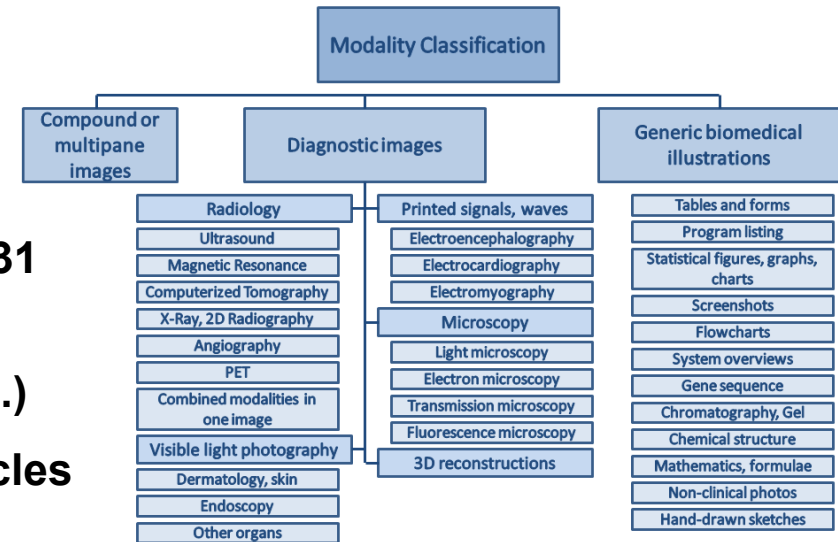 Modality Classification
Compound or
multipane
images
Diagnostic images
Generic biomedical
illustrations
Radiology
Ultrasound
Magnetic Resonance
Computerized Tomography
X-Ray, 2D Radiography
Angiography
PET
Combined modalities in
one image
Visible light photography
Dermatology, skin
Endoscopy
Other organs
Printed signals, waves
Electroencephalography
Electrocardiography
Electromyography
Microscopy
Light microscopy
Electron microscopy
Transmission microscopy
Fluorescence microscopy
3D reconstructions
Tables and forms
Program listing
Statistical figures, graphs,
charts
Screenshots
Flowcharts
System overviews
Gene sequence
Chromatography, Gel
Chemical structure
Mathematics, formulae
Non-clinical photos
Hand-drawn sketches
31
.)
cles